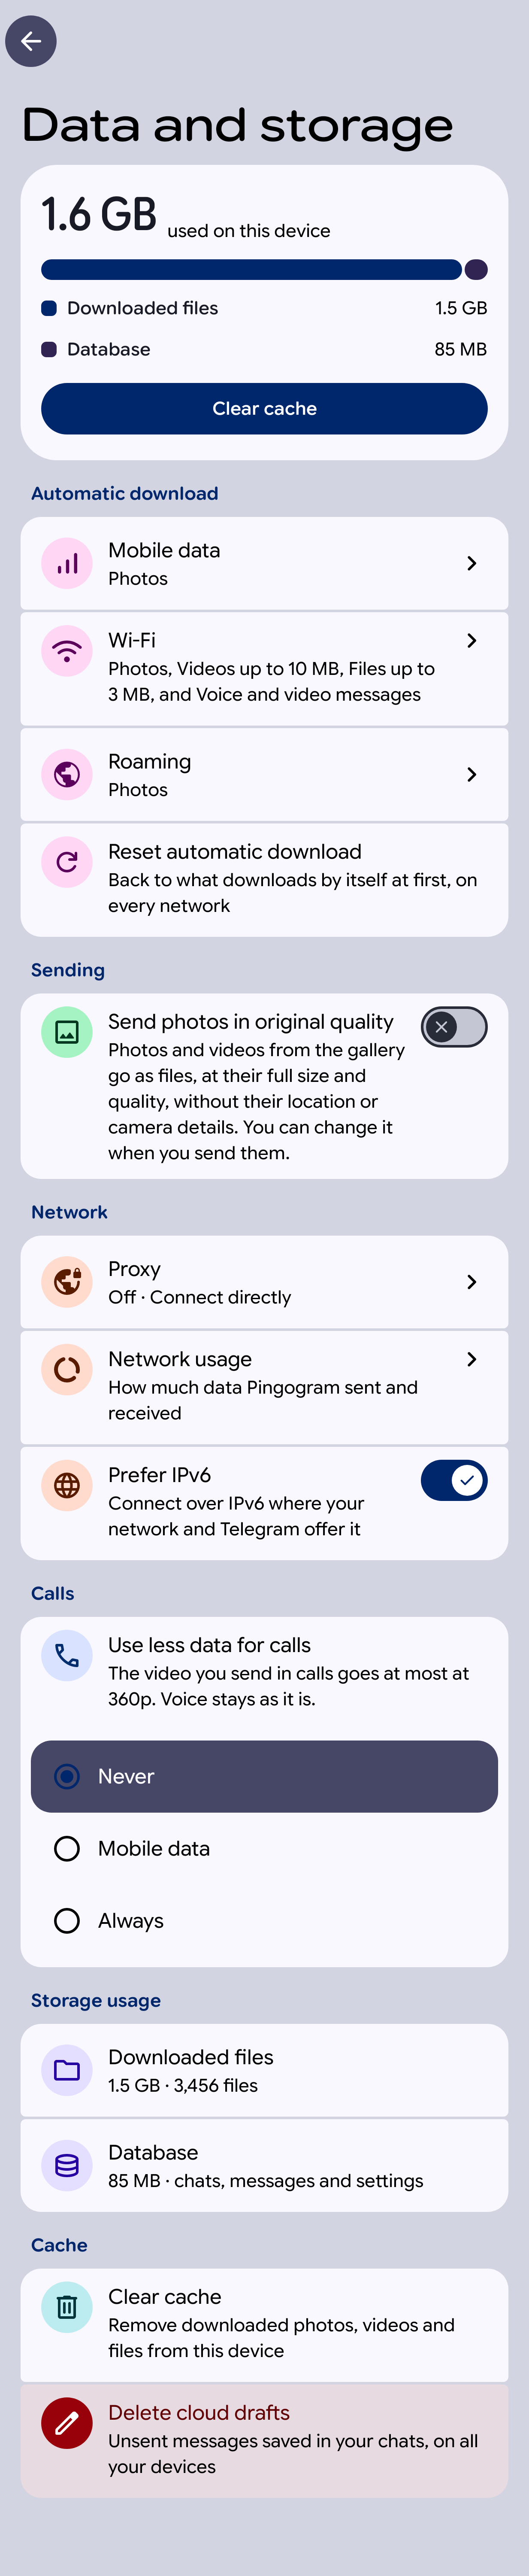 Data and storage
1.6 GB used on this device
Downloaded files 1.5 GB
Database 85 MB
Clear cache
Automatic download
Mobile data
Photos
Wi-Fi
Photos, Videos up to 10 MB, Files up to
3 MB, and Voice and video messages
Roaming
Photos
Reset automatic download
Back to what downloads by itself at first, on
every network
Sending
Send photos in original quality
Photos and videos from the gallery
go as files, at their full size and
quality, without their location or
camera details. You can change it
when you send them.
Network
Proxy
Off · Connect directly
Network usage
How much data Pingogram sent and
received
Prefer IPv6
Connect over IPv6 where your
network and Telegram offer it
Calls
Use less data for calls
The video you send in calls goes at most at
360p. Voice stays as it is.
Never
Mobile data
Always
Storage usage
Downloaded files
1.5 GB · 3,456 files
Database
85 MB · chats, messages and settings
Cache
Clear cache
Remove downloaded photos, videos and
files from this device
Delete cloud drafts
Unsent messages saved in your chats, on all
your devices